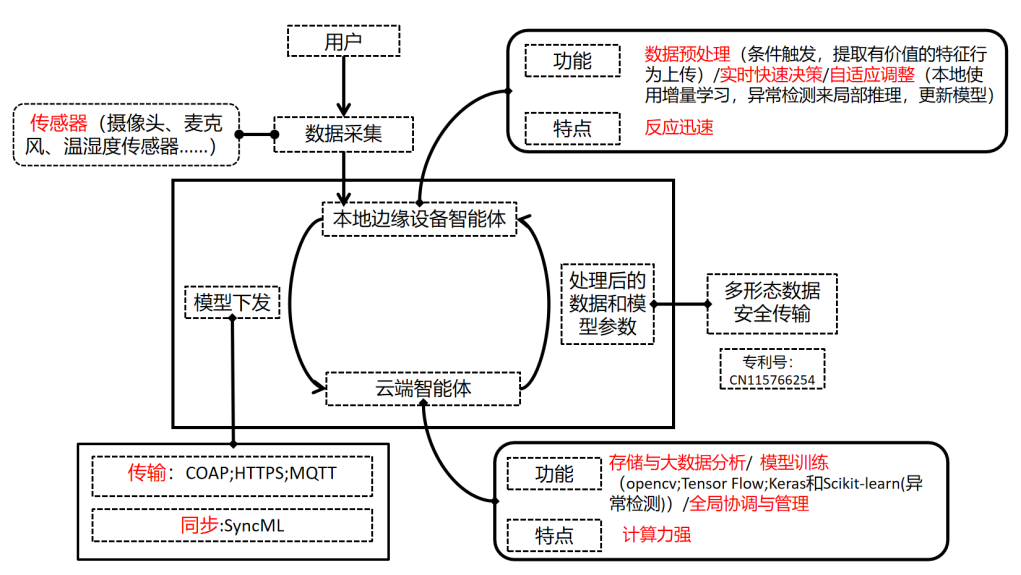 用户
功能
数据预处理（条件触发，提取有价值的特征行
为上传）/实时快速决策/自适应调整（本地使
用增量学习，异常检测来局部推理，更新模型）
特点
反应迅速
传感器（摄像头、麦克
风、温湿度传感器......）
数据采集
本地边缘设备智能体
模型下发
处理后的
数据和模
型参数
多形态数据
安全传输
专利号：
CN115766254
云端智能体
传输：COAP;HTTPS;MQTT
同步:SyncML
功能
存储与大数据分析/ 模型训练
（opencv;Tensor Flow;Keras和Scikit-learn(异
常检测)）/全局协调与管理
特点
计算力强